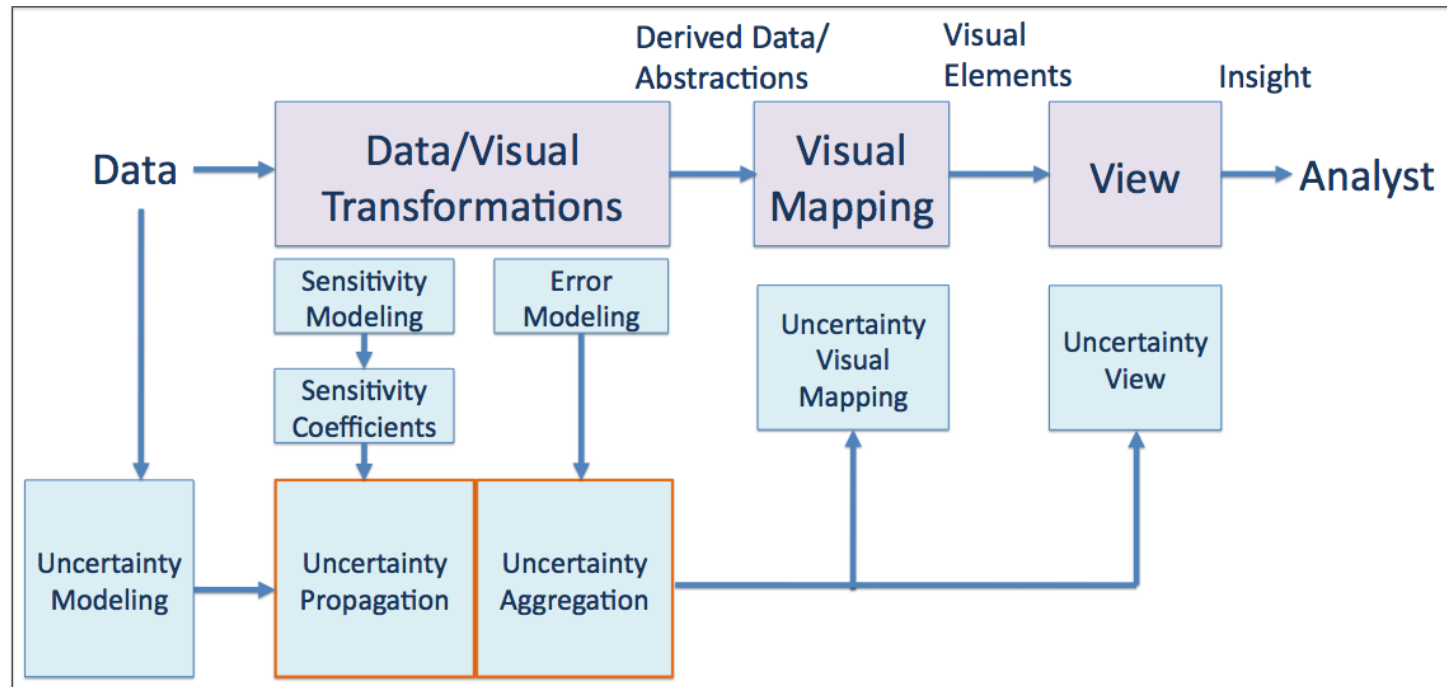 Derived Data/
Abstractions
Visual
Elements
Insight
Data
Data/Visual
Transformations
Visual
Mapping
View
Analyst
Sensitivity
Modeling
Error
Modeling
Uncertainty
Visual
Mapping
Uncertainty
View
Sensitivity
Coefficients
Uncertainty
Modeling
Uncertainty
Propagation
Uncertainty
Aggregation